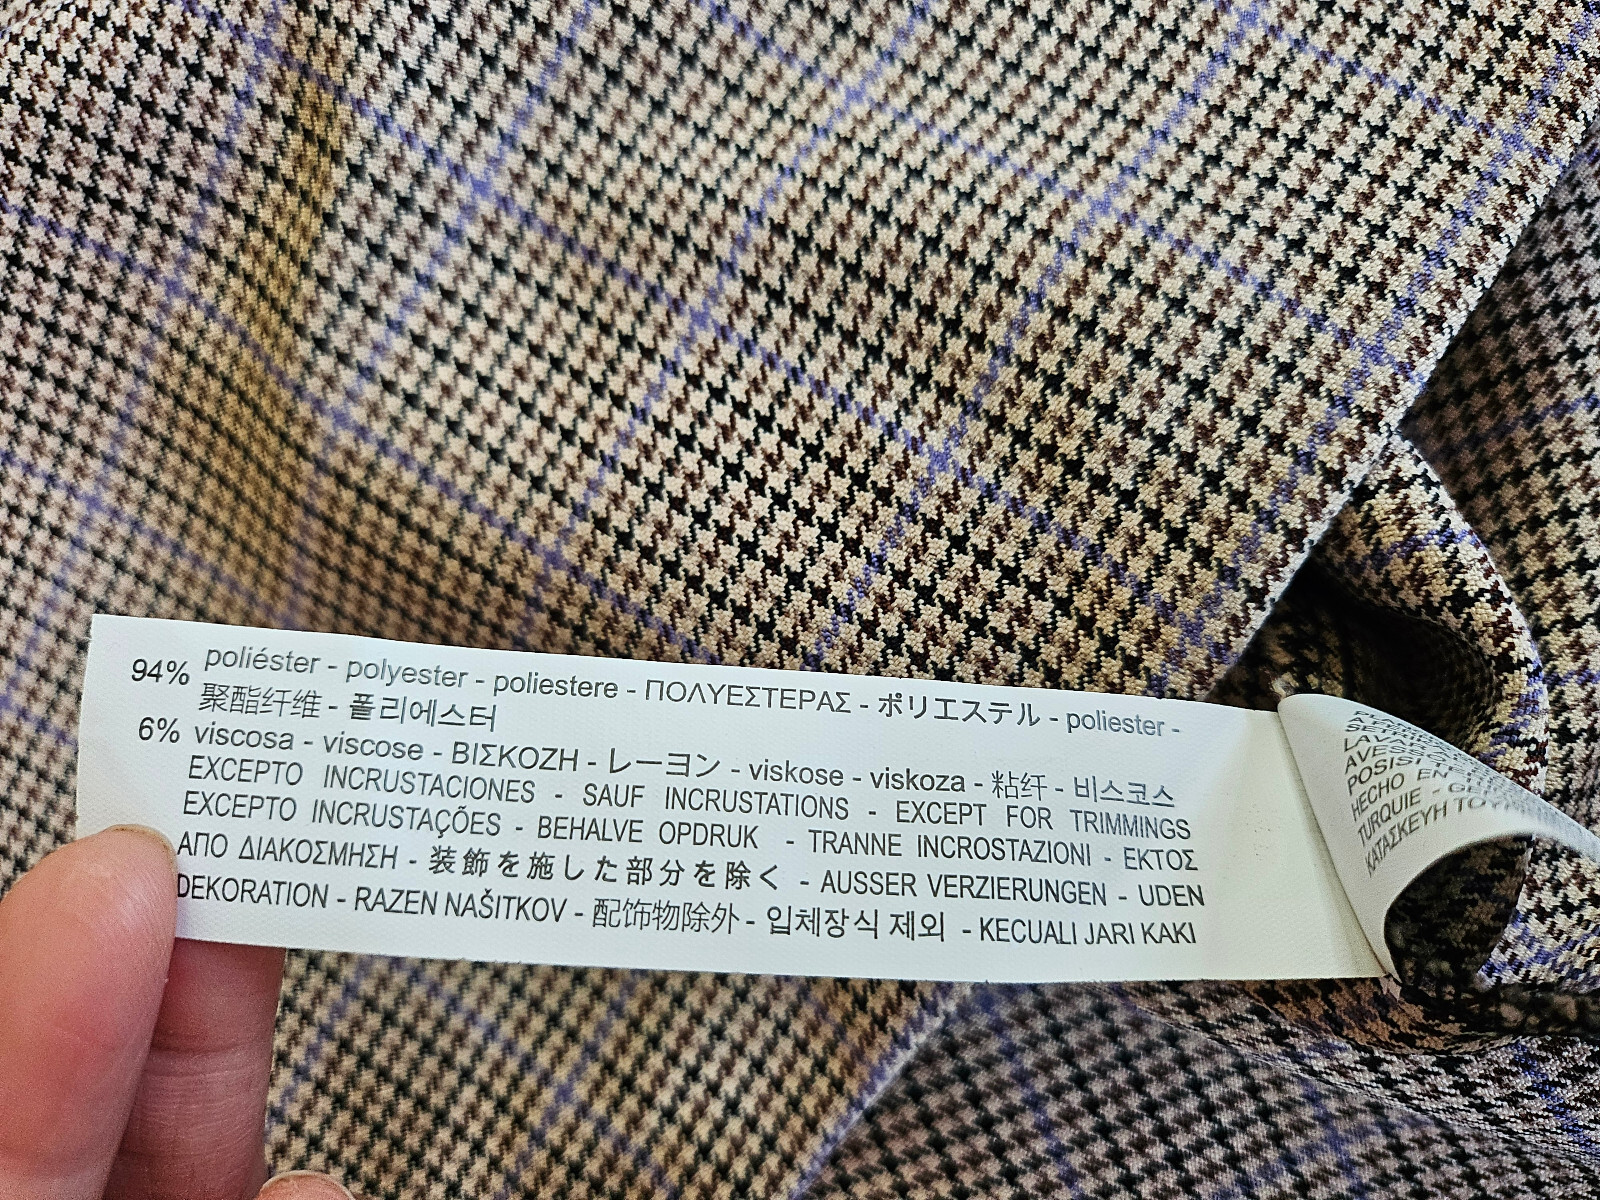 94% poliéster - polyester - poliestere - ΠΟΛΥΕΣΤΕΡΑΣ - ポリエステル - poliester -
聚酯纤维 - 폴리에스터
6% viscosa - viscose - ΒΙΣΚΟΖΗ - レーヨン - viskose - viskoza - 粘纤 - 비스코스
EXCEPTO INCRUSTACIONES - SAUF INCRUSTATIONS - EXCEPT FOR TRIMMINGS
EXCEPTO INCRUSTAÇÕES - BEHALVE OPDRUK - TRANNE INCROSTAZIONI - ΕΚΤΟΣ
ΑΠΟ ΔΙΑΚΟΣΜΗΣΗ - 装飾を施した部分を除く - AUSSER VERZIERUNGEN - UDEN
DEKORATION - RAZEN NAŠITKOV - 配饰物除外 - 입체장식 제외 - KECUALI JARI KAKI
HECHO EN
TURQUIE -
ΚΑΤΑΣΚΕΥΗ